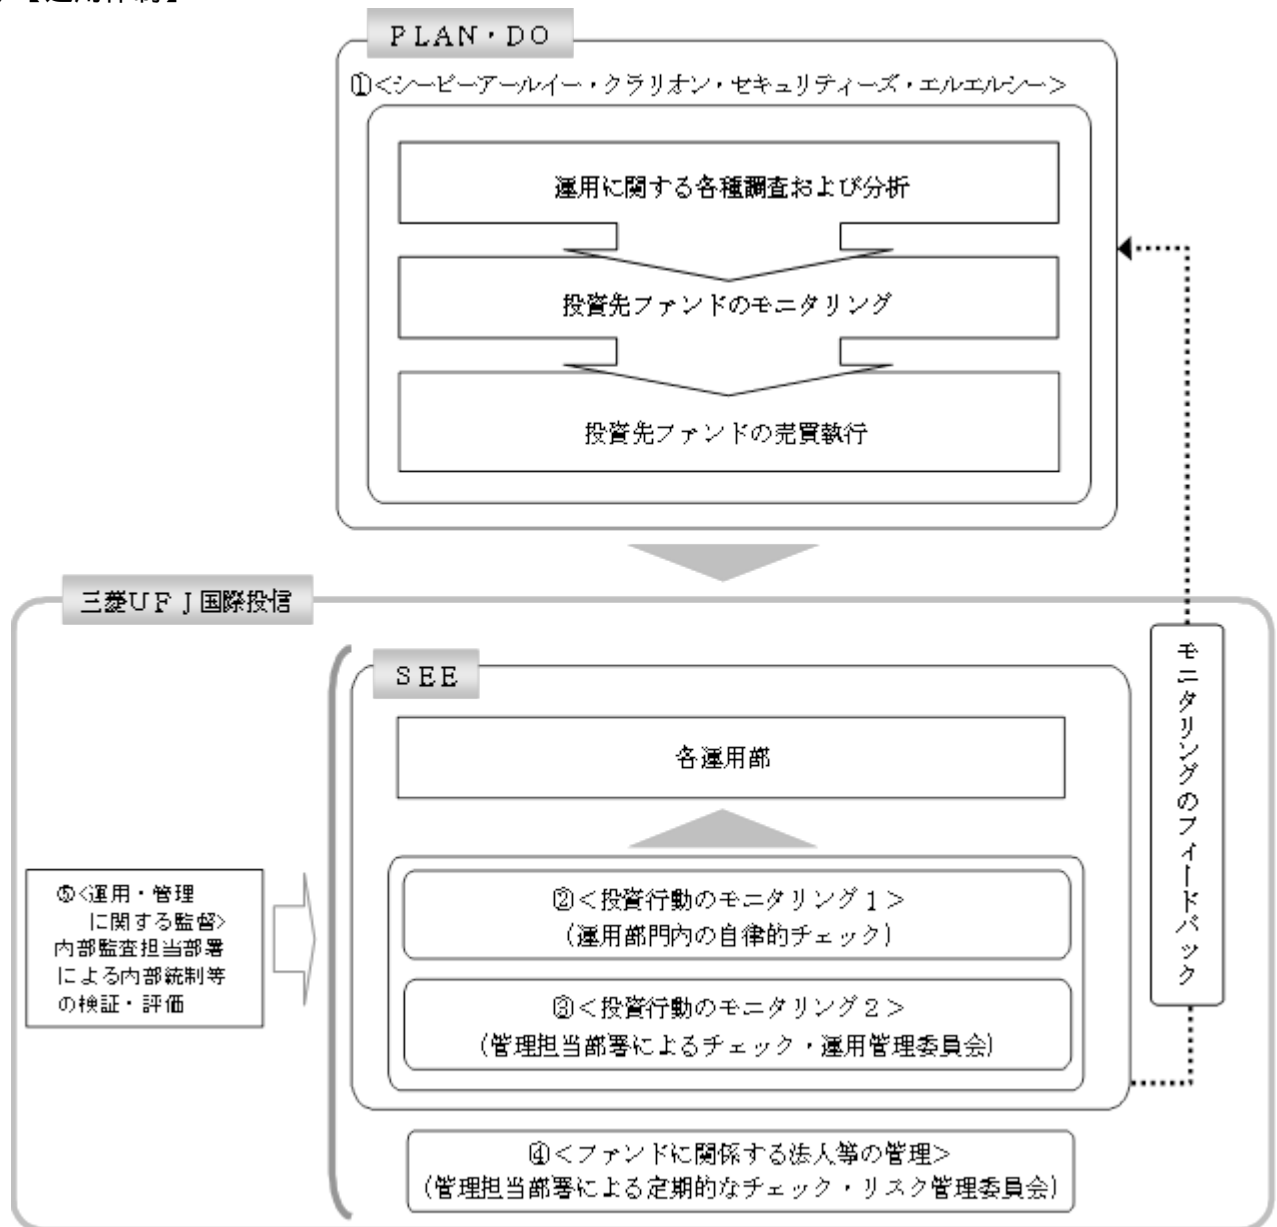 PLAN・DO
①<シービーアールイー・クラリオン・セキュリティーズ・エルエルシー>
運用に関する各種調査および分析
投資先ファンドのモニタリング
投資先ファンドの売買執行
三菱UFJ国際投信
SEE
各運用部
モニタリングのフィードバック
②<投資行動のモニタリング1>
(運用部門内の自律的チェック)
③<投資行動のモニタリング2>
(管理担当部署によるチェック・運用管理委員会)
⑤<運用・管理
に関する監督>
内部監査担当部署
による内部統制等
の検証・評価
④<ファンドに関係する法人等の管理>
(管理担当部署による定期的なチェック・リスク管理委員会)